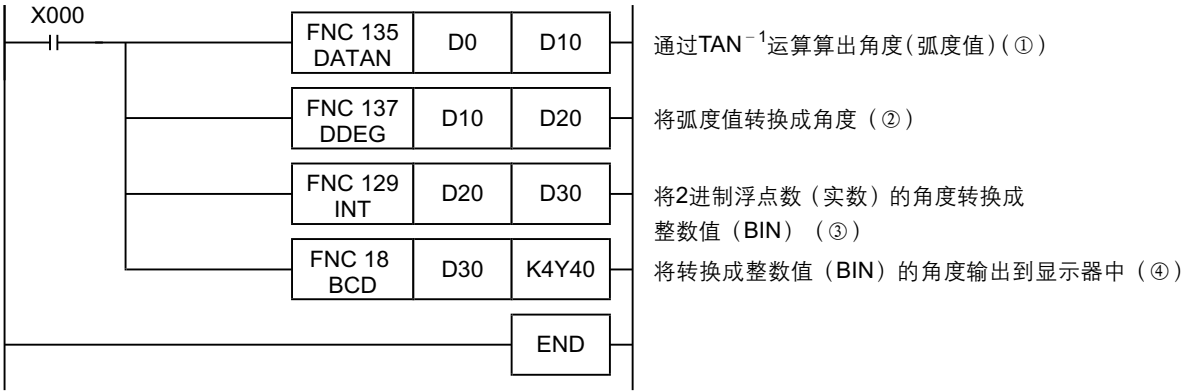 X000
FNC 135 DATAN D0 D10 通过TAN⁻¹运算算出角度(弧度值)(①)
FNC 137 DDEG D10 D20 将弧度值转换成角度（②）
FNC 129 INT D20 D30 将2进制浮点数（实数）的角度转换成
整数值（BIN）（③）
FNC 18 BCD D30 K4Y40 将转换成整数值（BIN）的角度输出到显示器中（④）
END